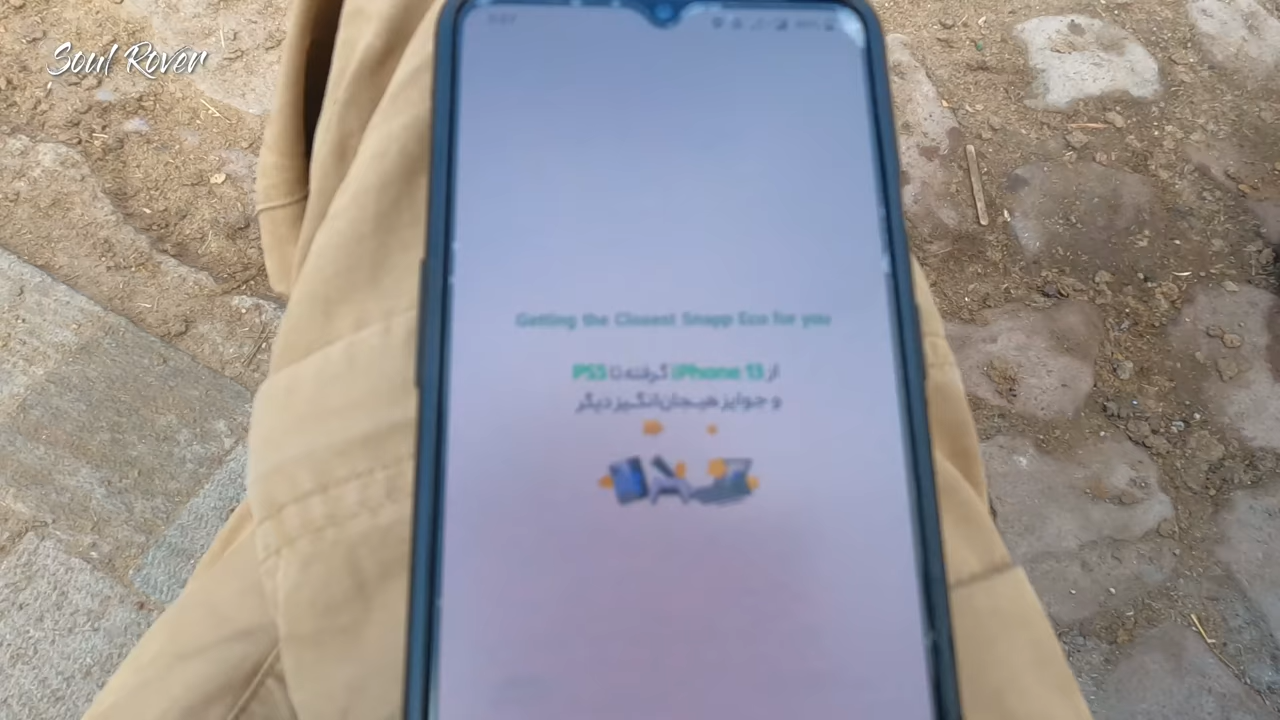 Soul Rover
Getting the Closest Snapp Eco for you
از iPhone 13 گرفته تا PS5
و جوایز هیجان‌انگیز دیگر